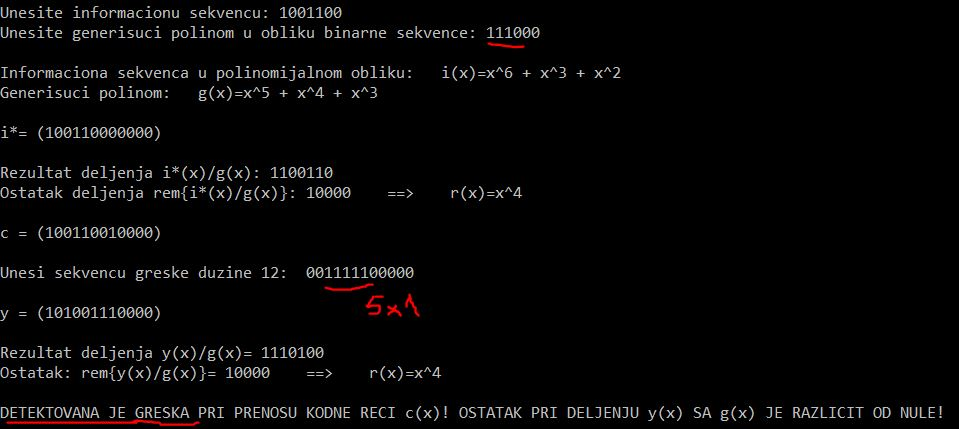 Unesite informacionu sekvencu: 1001100
Unesite generisuci polinom u obliku binarne sekvence: 111000
Informaciona sekvenca u polinomijalnom obliku: i(x)=x^6 + x^3 + x^2
Generisuci polinom: g(x)=x^5 + x^4 + x^3
i*= (100110000000)
Rezultat deljenja i*(x)/g(x): 1100110
Ostatak deljenja rem{i*(x)/g(x)}: 10000 ==> r(x)=x^4
c = (100110010000)
Unesi sekvencu greske duzine 12: 001111100000
5x1
y = (101001110000)
Rezultat deljenja y(x)/g(x)= 1110100
Ostatak: rem{y(x)/g(x)}= 10000 ==> r(x)=x^4
DETEKTOVANA JE GRESKA PRI PRENOSU KODNE RECI c(x)! OSTATAK PRI DELJENJU y(x) SA g(x) JE RAZLICIT OD NULE!